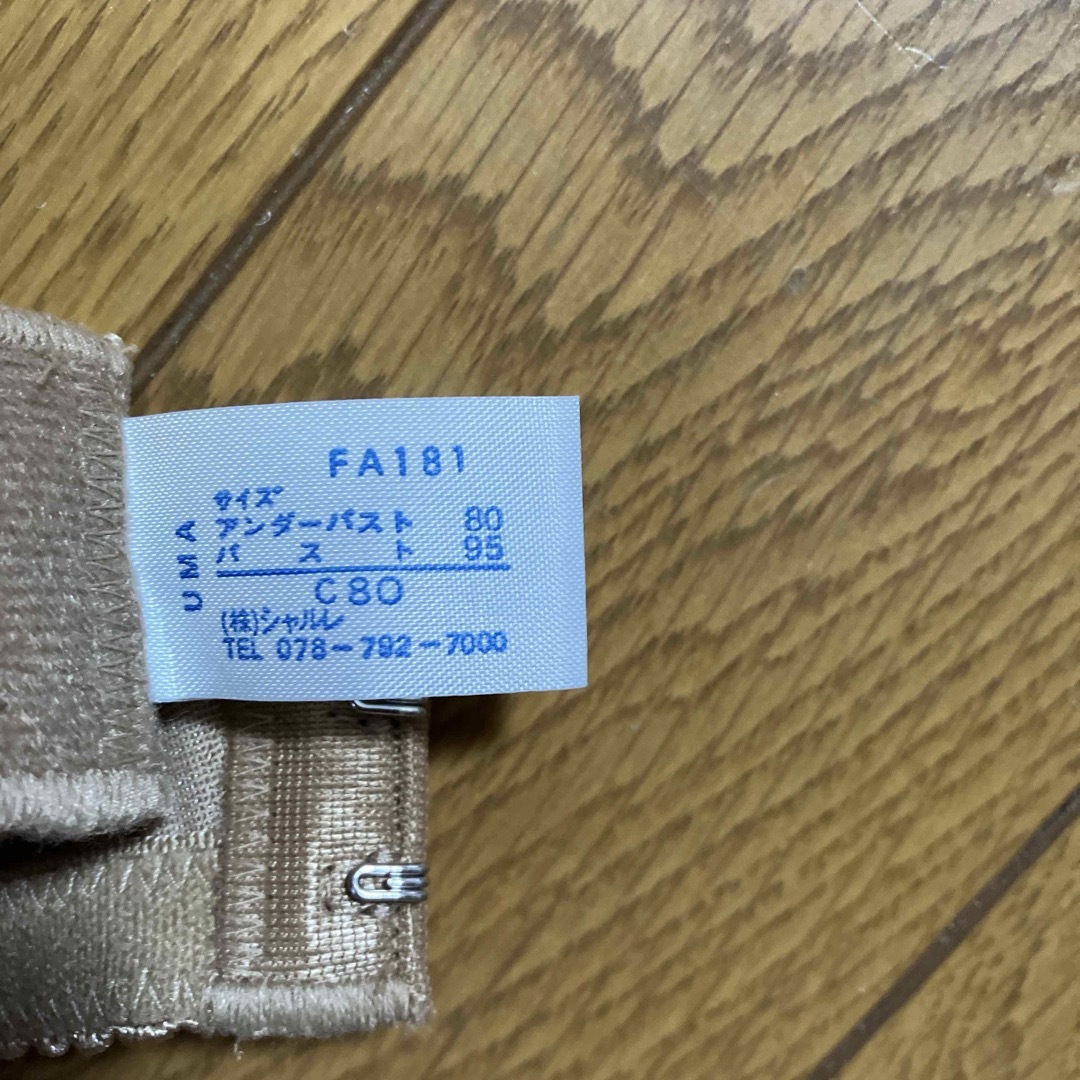 FA181
サイズ
アンダーバスト 80
バスト 95
C80
(株)シャルレ
TEL 078-792-7000
UMA